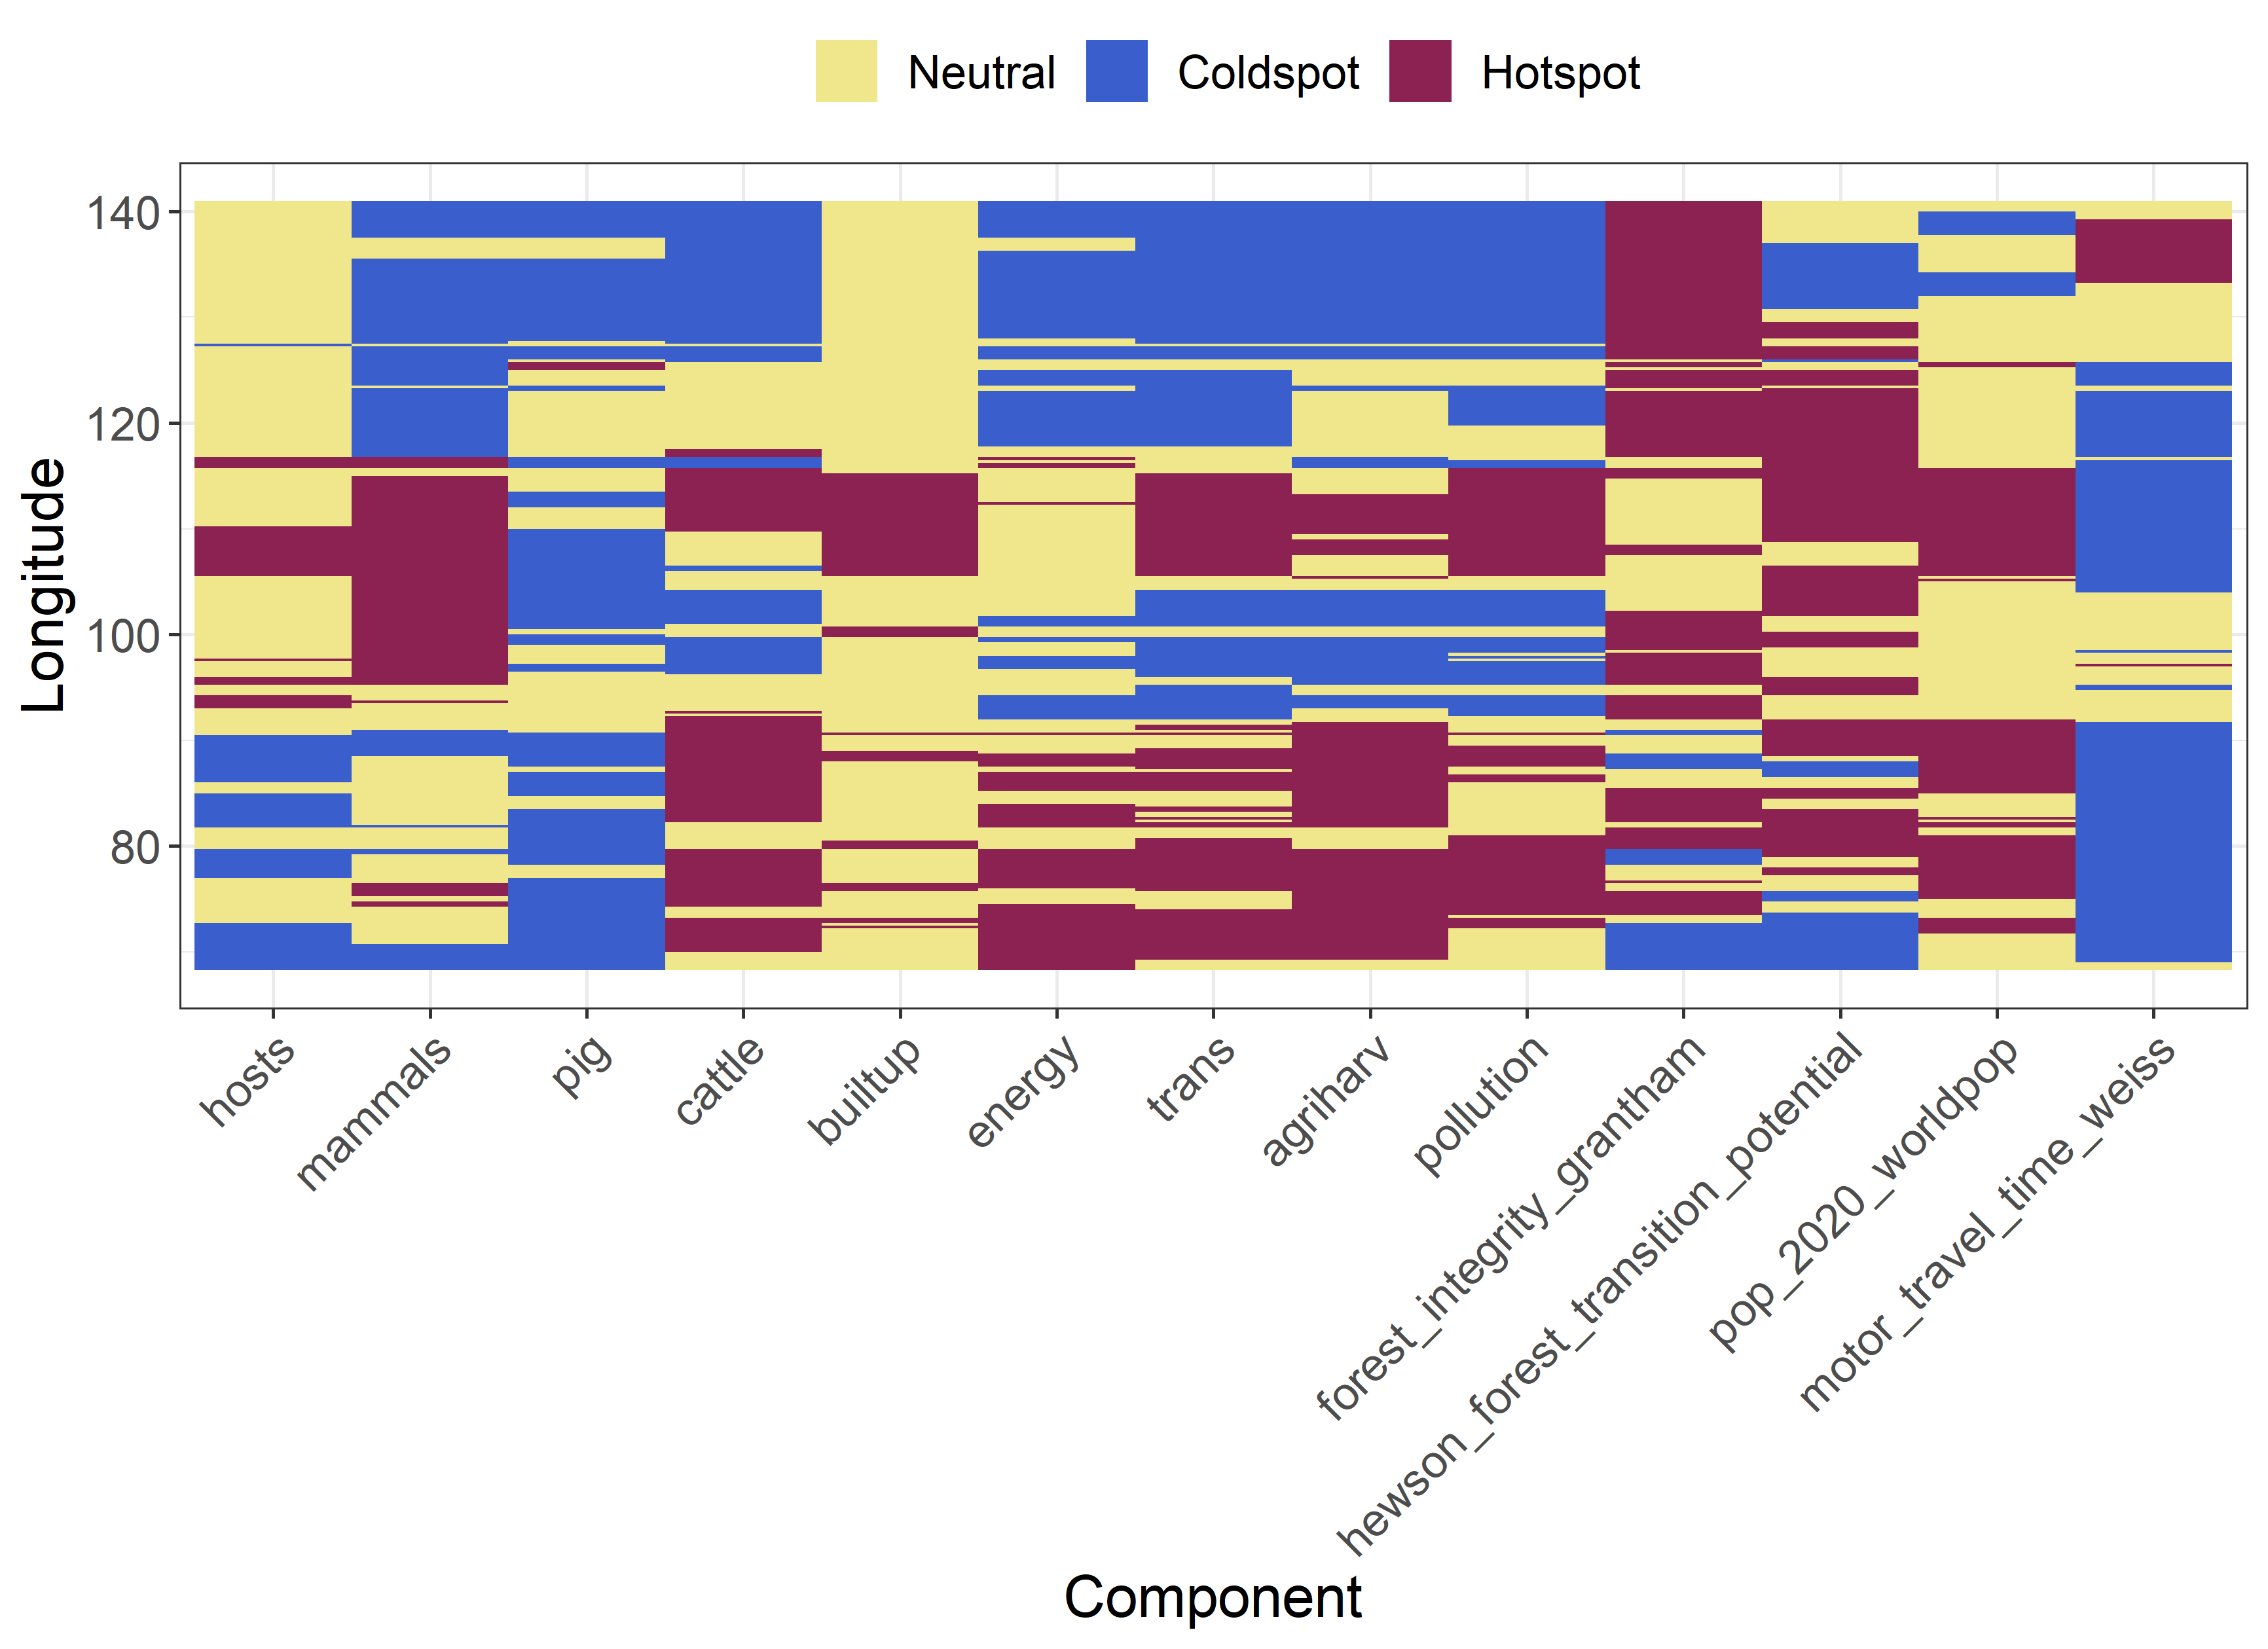 Neutral Coldspot Hotspot
Longitude
140
120
100
80
hosts
mammals
pig
cattle
builtup
energy
trans
agriharv
pollution
forest_integrity_grantham
hewson_forest_transition_potential
pop_2020_worldpop
motor_travel_time_weiss
Component